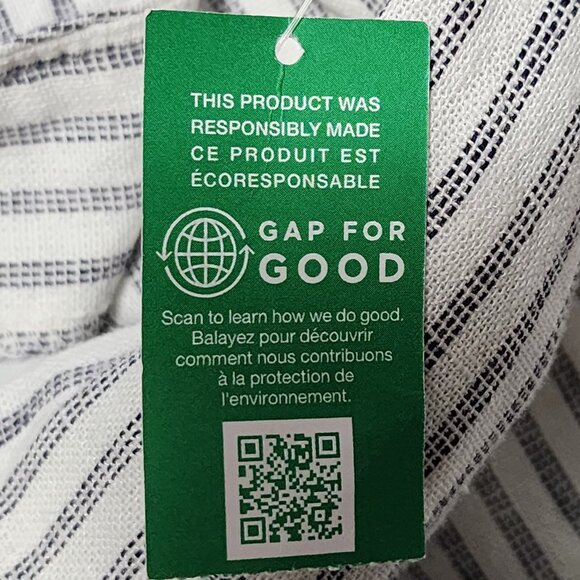 THIS PRODUCT WAS
RESPONSIBLY MADE
CE PRODUIT EST
ÉCORESPONSABLE
GAP FOR
GOOD
Scan to learn how we do good.
Balayez pour découvrir
comment nous contribuons
à la protection de
l'environnement.